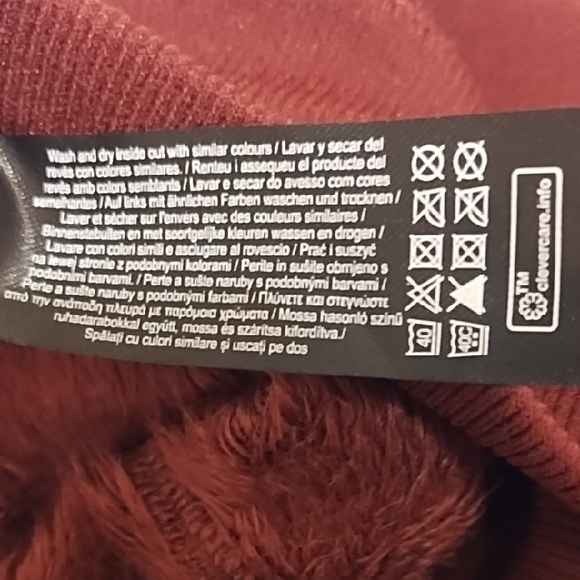 Wash and dry inside out with similar colours / Lavar y secar del
revés con colores similares. / Renteu i assequeu el producte del
revés amb colors semblants / Lavar e secar do avesso com cores
semelhantes / Auf links mit ähnlichen Farben waschen und trocknen /
Laver et sécher sur l'envers avec des couleurs similaires /
Binnenstebuiten en met soortgelijke kleuren wassen en drogen /
Lavare con colori simili e asciugare al rovescio / Prać i suszyć
na lewej stronie z podobnymi kolorami / Perite in sušite obrnjeno s
podobnimi barvami. / Perte a sušte naruby s podobnými barvami /
Perte a sušte naruby s podobnými farbami / Πλύνετε και στεγνώστε
από την ανάποδη πλευρά με παρόμοια χρώματα / Mossa hasonló színű
ruhadarabokkal együtt, mossa és szárítsa kifordítva./
Spălați cu culori similare și uscați pe dos
40
40C
TM
clevercare.info